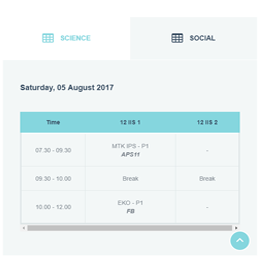 SCIENCE
SOCIAL
Saturday, 05 August 2017
Time
12 IIS 1
12 IIS 2
07.30 - 09.30
MTK IPS - P1
APS11
-
09.30 - 10.00
Break
Break
10.00 - 12.00
EKO - P1
FB
-